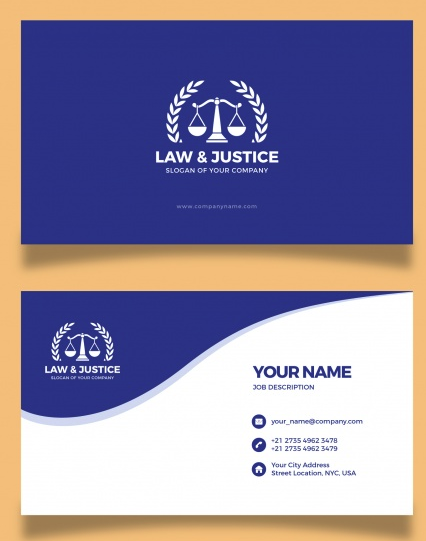 LAW & JUSTICE
SLOGAN OF YOUR COMPANY
www.companyname.com
LAW & JUSTICE
SLOGAN OF YOUR COMPANY
YOUR NAME
JOB DESCRIPTION
your_name@company.com
+21 2735 4962 3478
+21 2735 4962 3479
Your City Address
Street Location, NYC, USA